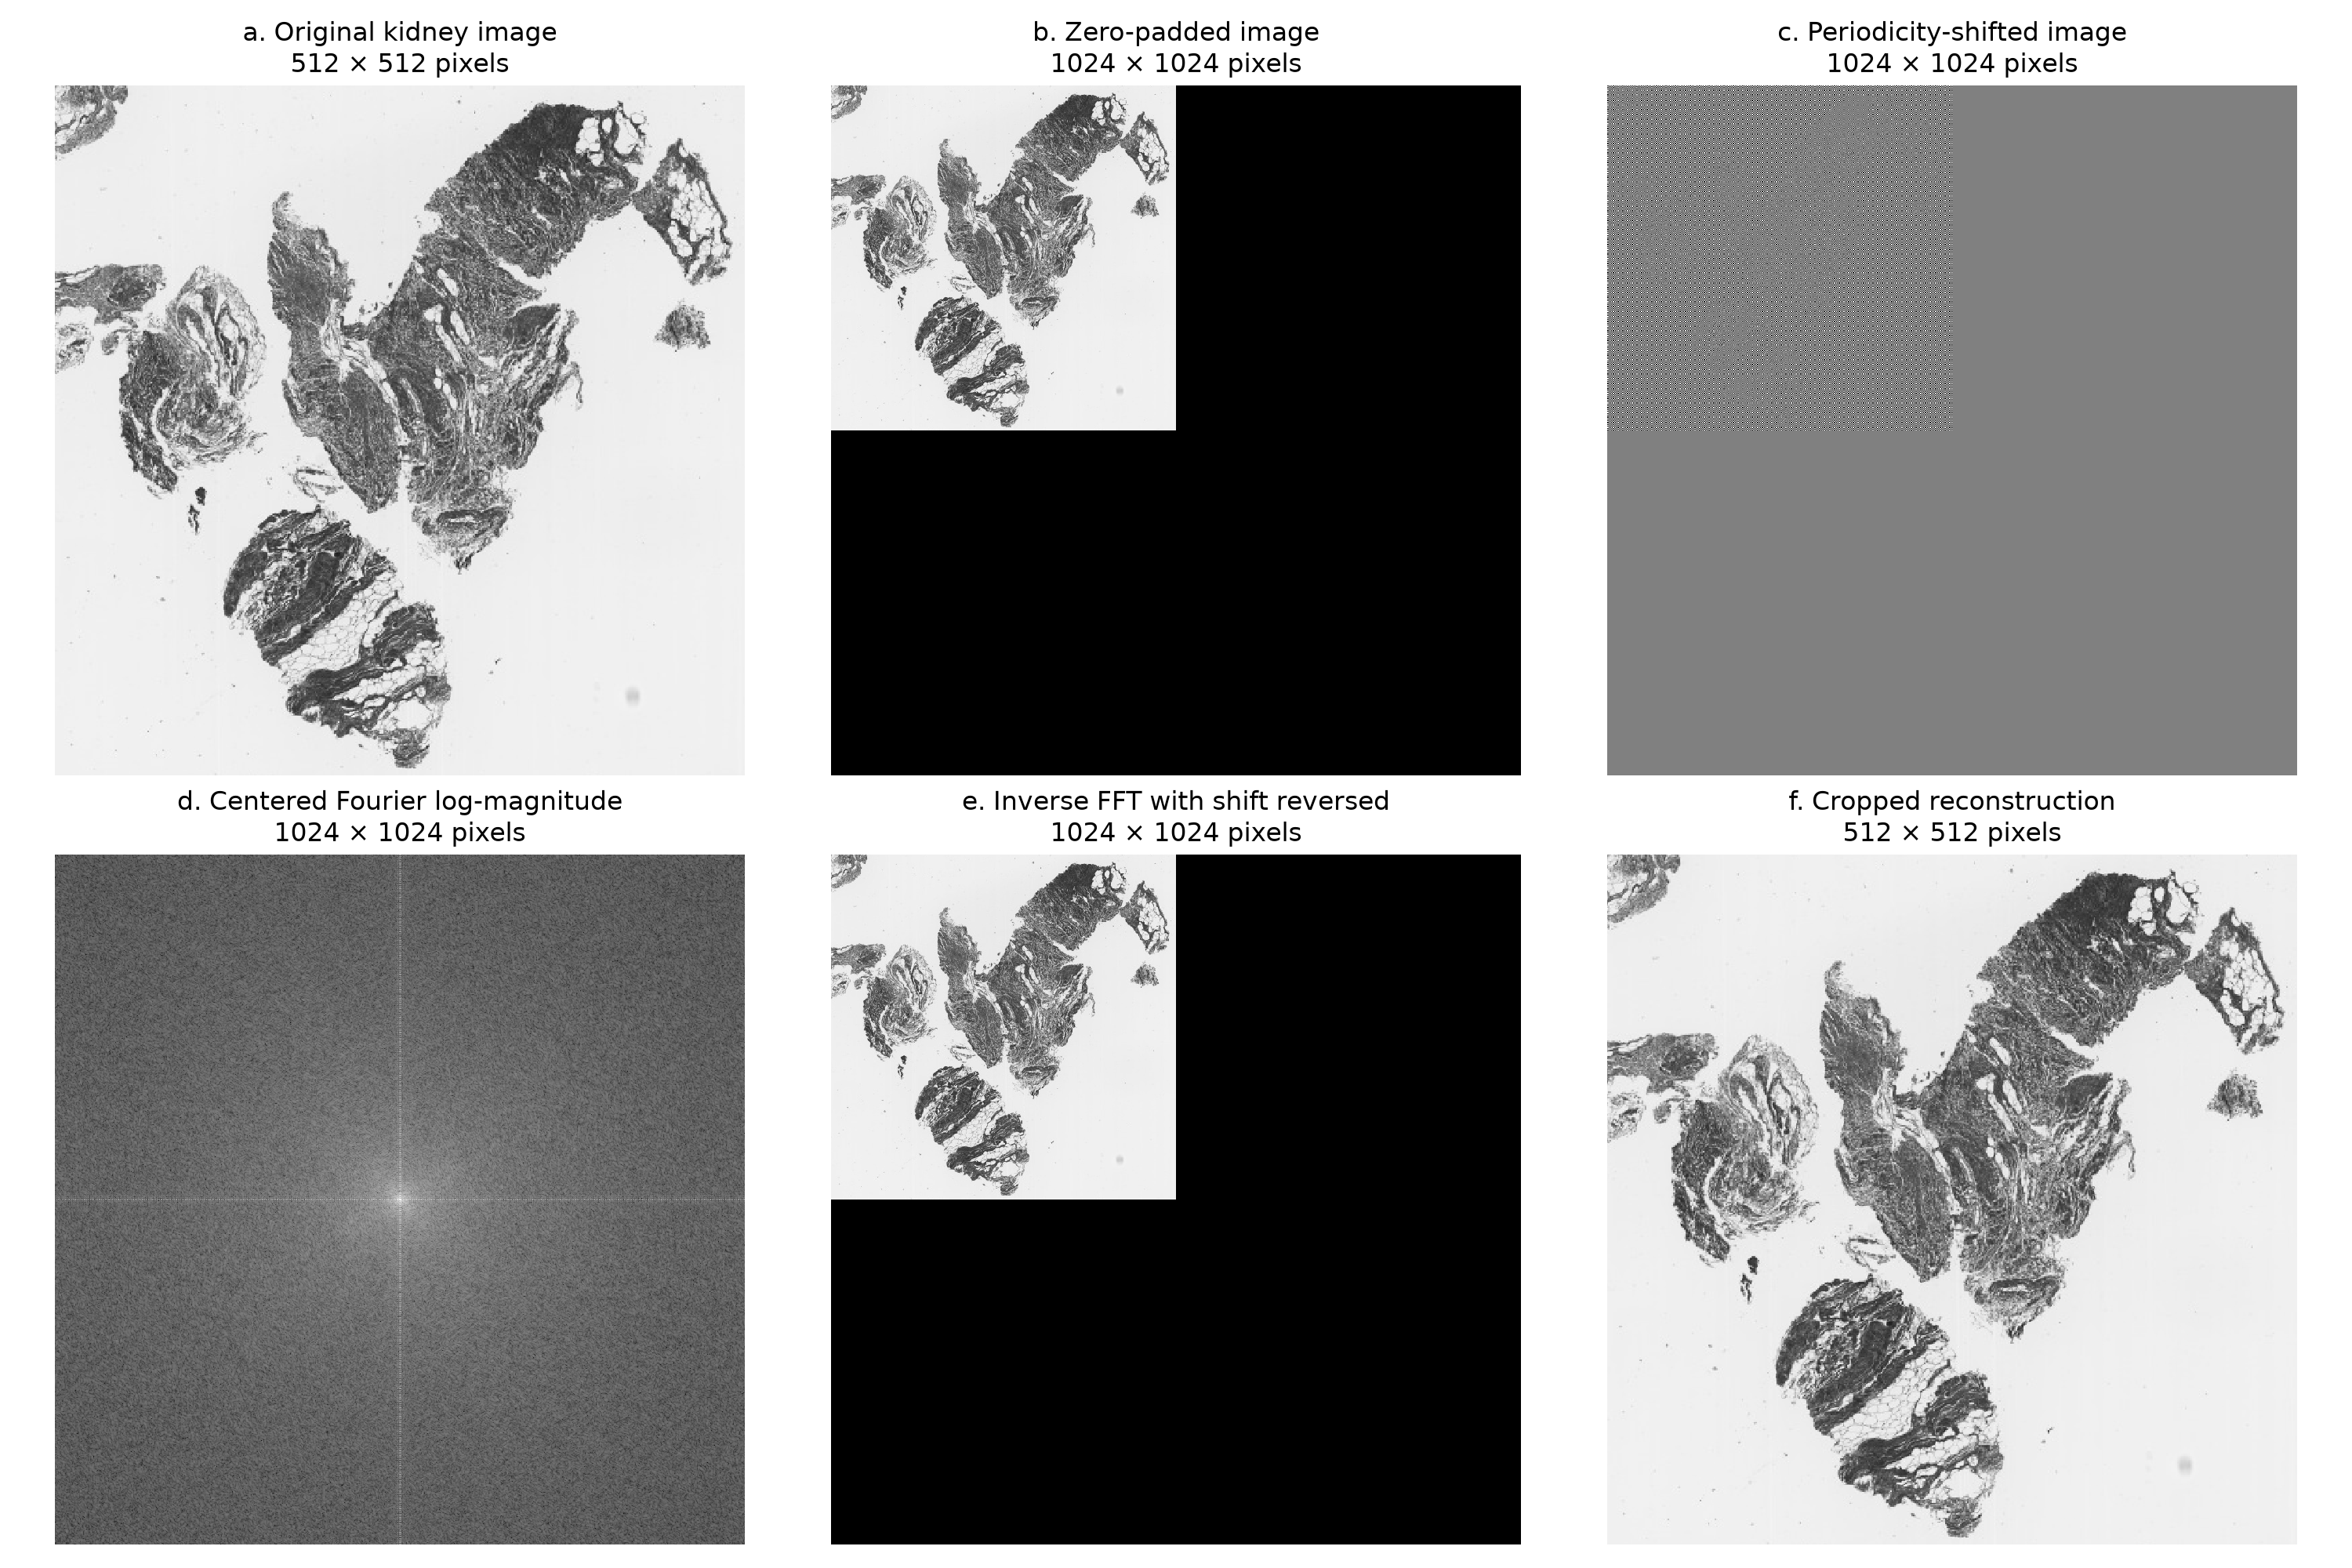 a. Original kidney image
512 × 512 pixels
b. Zero-padded image
1024 × 1024 pixels
c. Periodicity-shifted image
1024 × 1024 pixels
d. Centered Fourier log-magnitude
1024 × 1024 pixels
e. Inverse FFT with shift reversed
1024 × 1024 pixels
f. Cropped reconstruction
512 × 512 pixels